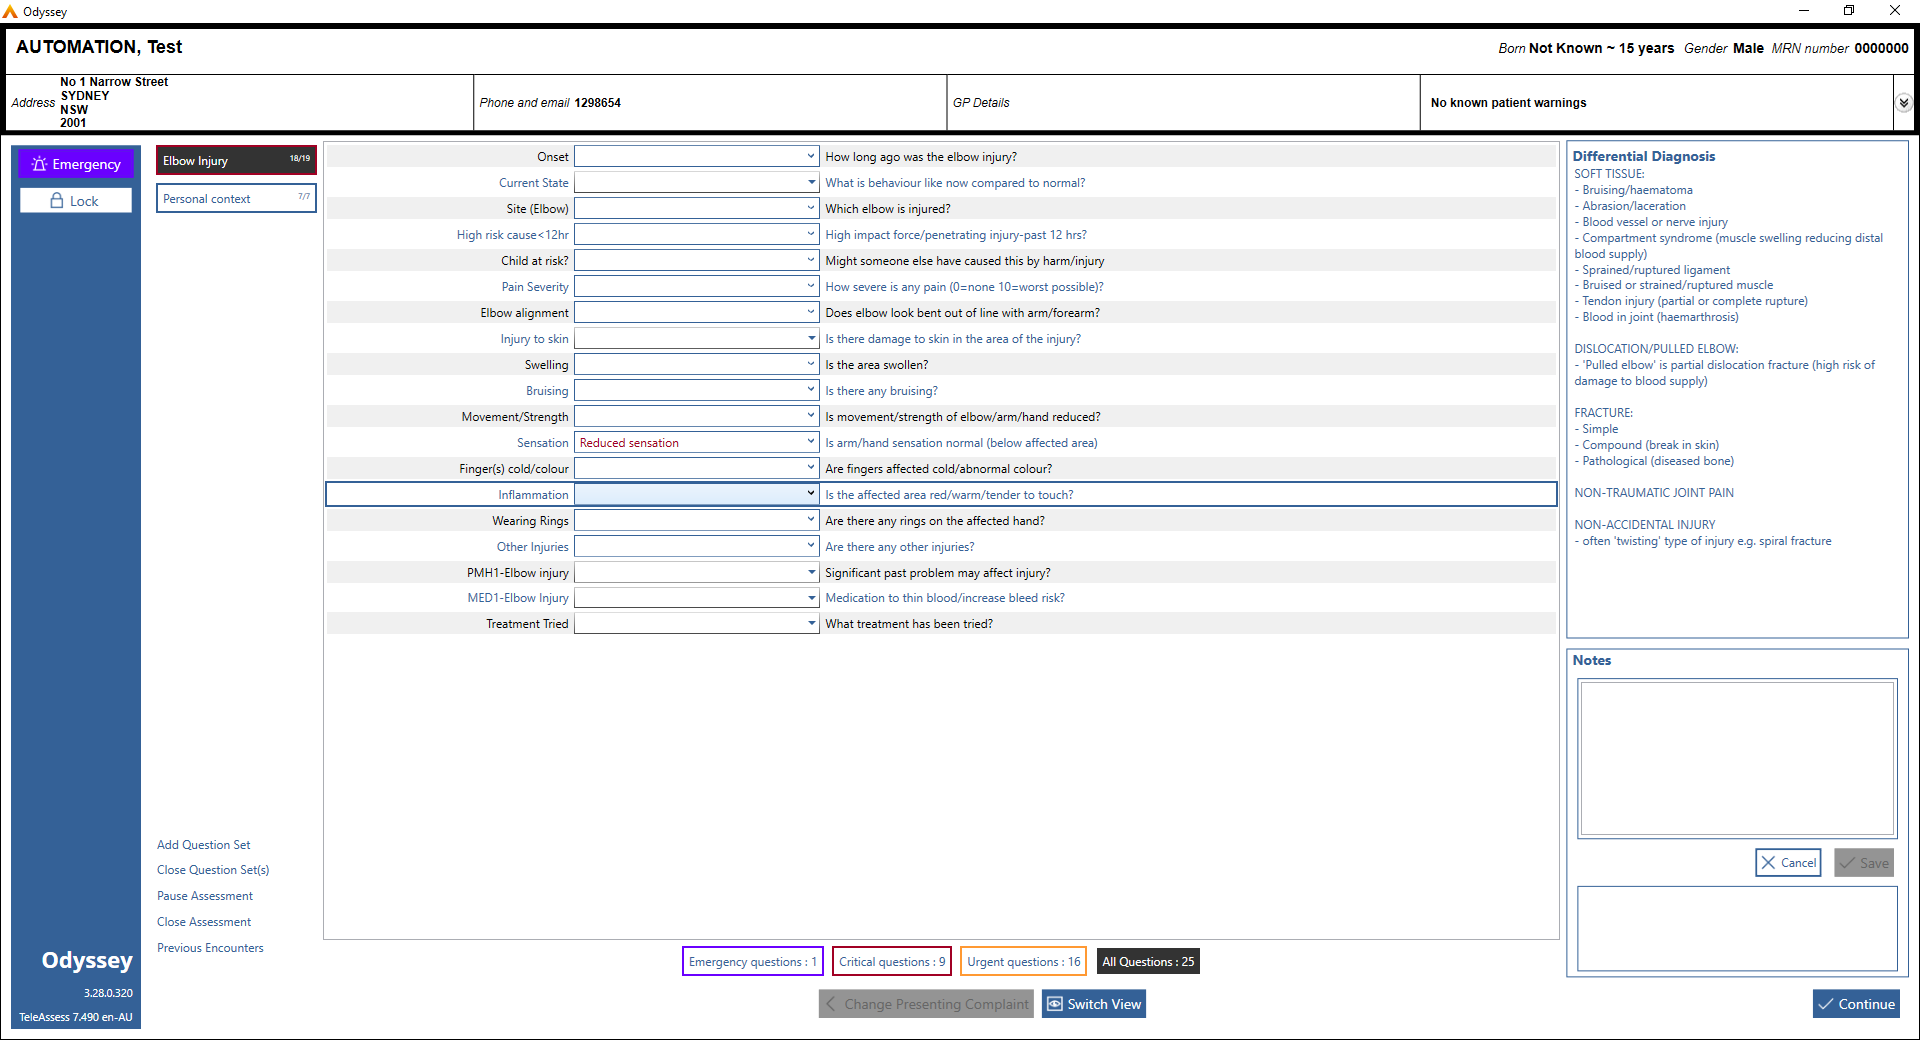 Odyssey
AUTOMATION, Test
Born Not Known ~ 15 years Gender Male MRN number 0000000
Address No 1 Narrow Street
SYDNEY
NSW
2001
Phone and email 1298654
GP Details
No known patient warnings
Emergency
Lock
Elbow Injury 18/19
Personal context 7/7
Onset How long ago was the elbow injury?
Current State What is behaviour like now compared to normal?
Site (Elbow) Which elbow is injured?
High risk cause<12hr High impact force/penetrating injury-past 12 hrs?
Child at risk? Might someone else have caused this by harm/injury
Pain Severity How severe is any pain (0=none 10=worst possible)?
Elbow alignment Does elbow look bent out of line with arm/forearm?
Injury to skin Is there damage to skin in the area of the injury?
Swelling Is the area swollen?
Bruising Is there any bruising?
Movement/Strength Is movement/strength of elbow/arm/hand reduced?
Sensation Reduced sensation Is arm/hand sensation normal (below affected area)
Finger(s) cold/colour Are fingers affected cold/abnormal colour?
Inflammation Is the affected area red/warm/tender to touch?
Wearing Rings Are there any rings on the affected hand?
Other Injuries Are there any other injuries?
PMH1-Elbow injury Significant past problem may affect injury?
MED1-Elbow Injury Medication to thin blood/increase bleed risk?
Treatment Tried What treatment has been tried?
Differential Diagnosis
SOFT TISSUE:
- Bruising/haematoma
- Abrasion/laceration
- Blood vessel or nerve injury
- Compartment syndrome (muscle swelling reducing distal
blood supply)
- Sprained/ruptured ligament
- Bruised or strained/ruptured muscle
- Tendon injury (partial or complete rupture)
- Blood in joint (haemarthrosis)
DISLOCATION/PULLED ELBOW:
- 'Pulled elbow' is partial dislocation fracture (high risk of
damage to blood supply)
FRACTURE:
- Simple
- Compound (break in skin)
- Pathological (diseased bone)
NON-TRAUMATIC JOINT PAIN
NON-ACCIDENTAL INJURY
- often 'twisting' type of injury e.g. spiral fracture
Notes
Cancel
Save
Add Question Set
Close Question Set(s)
Pause Assessment
Close Assessment
Previous Encounters
Odyssey
3.28.0.320
TeleAssess 7.490 en-AU
Emergency questions : 1
Critical questions : 9
Urgent questions : 16
All Questions : 25
Change Presenting Complaint
Switch View
Continue